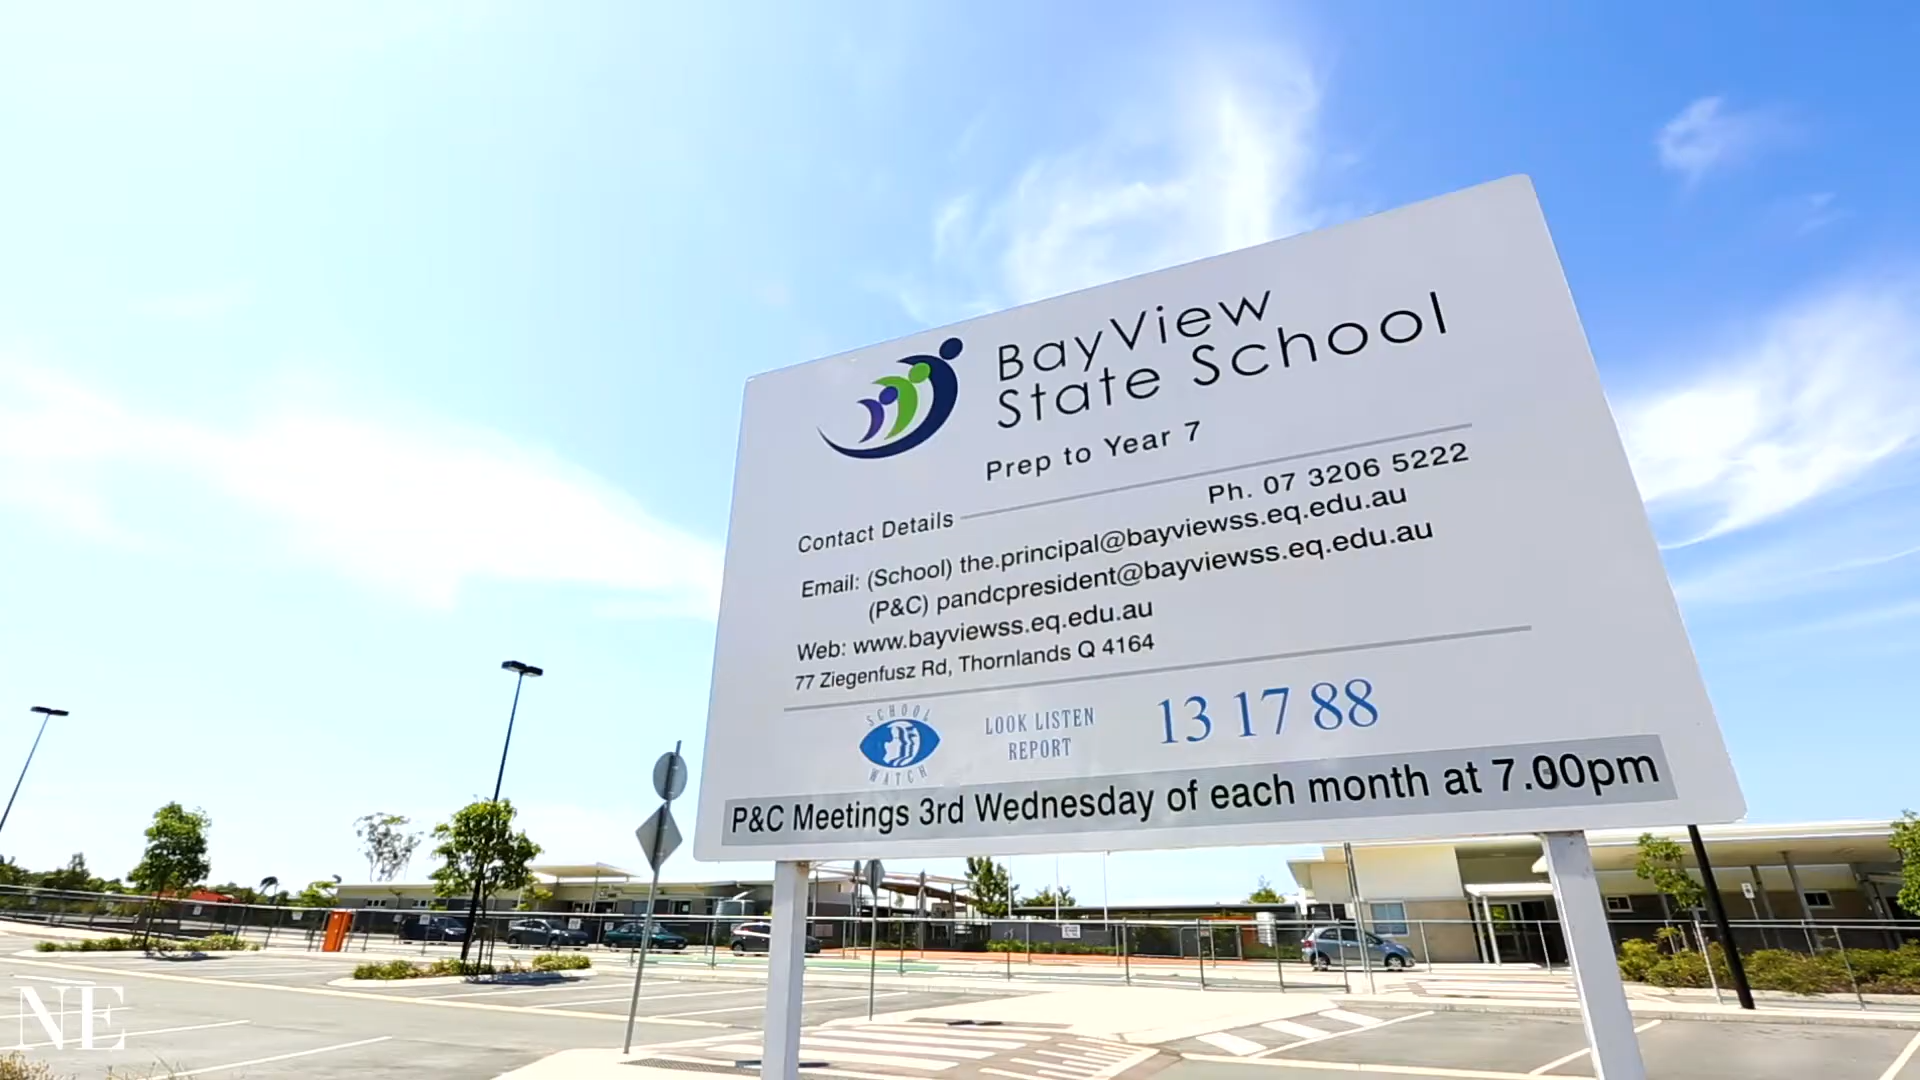 BayView
State School
Prep to Year 7
Contact Details
Ph. 07 3206 5222
Email: (School) the.principal@bayviewss.eq.edu.au
(P&C) pandcpresident@bayviewss.eq.edu.au
Web: www.bayviewss.eq.edu.au
77 Ziegenfusz Rd, Thornlands Q 4164
SCHOOL
WATCH
LOOK LISTEN
REPORT
13 17 88
P&C Meetings 3rd Wednesday of each month at 7.00pm
NE